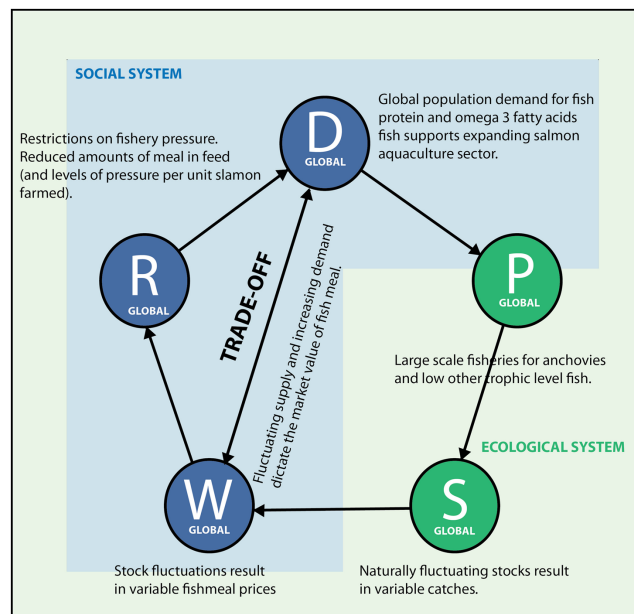 SOCIAL SYSTEM
D
GLOBAL
Global population demand for fish
protein and omega 3 fatty acids
fish supports expanding salmon
aquaculture sector.
Restrictions on fishery pressure.
Reduced amounts of meal in feed
(and levels of pressure per unit slamon
farmed).
R
GLOBAL
TRADE-OFF
Fluctuating supply and increasing demand
dictate the market value of fish meal.
P
GLOBAL
Large scale fisheries for anchovies
and low other trophic level fish.
ECOLOGICAL SYSTEM
W
GLOBAL
S
GLOBAL
Stock fluctuations result
in variable fishmeal prices
Naturally fluctuating stocks result
in variable catches.